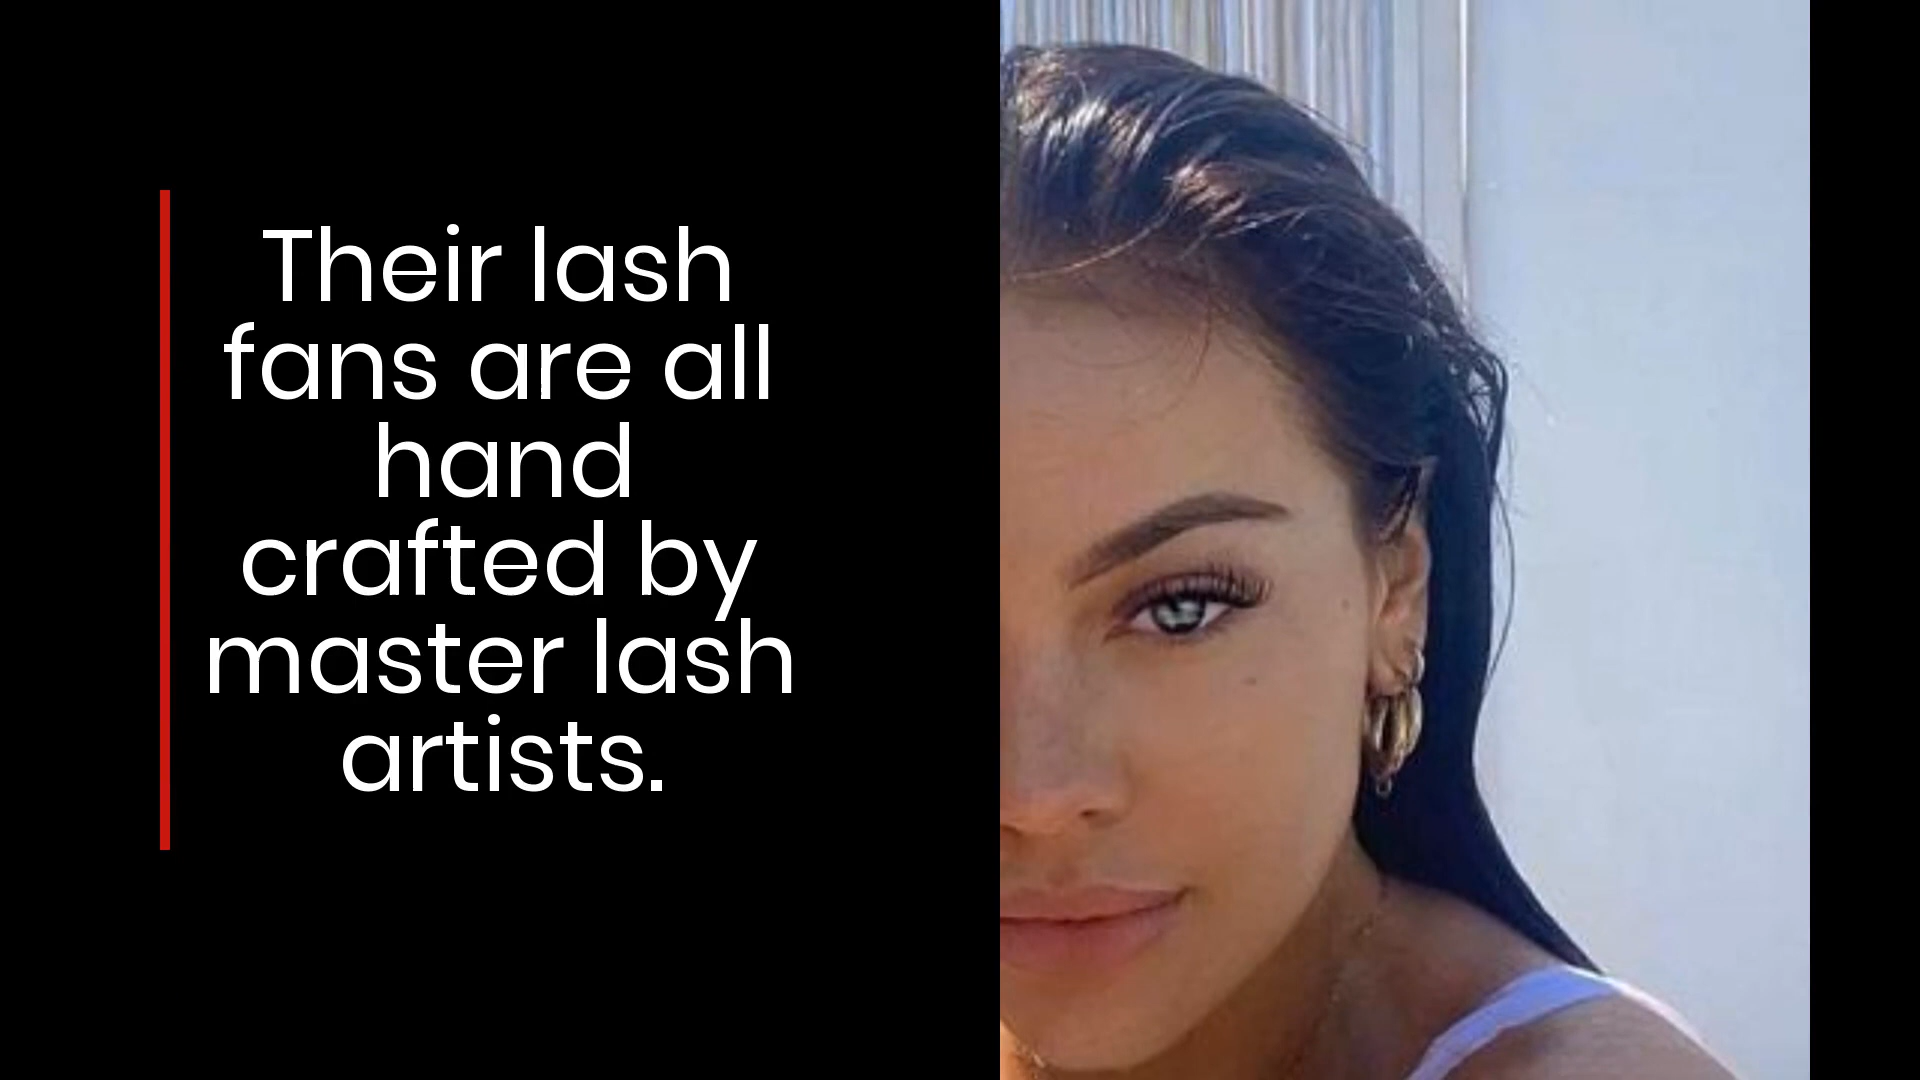 Their lash
fans are all
hand
crafted by
master lash
artists.